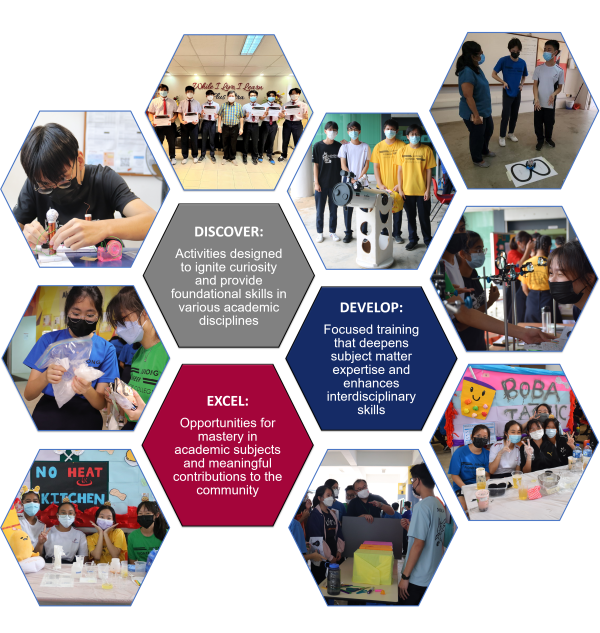 While I Live I Learn
DISCOVER:
Activities designed
to ignite curiosity
and provide
foundational skills in
various academic
disciplines
DEVELOP:
Focused training
that deepens
subject matter
expertise and
enhances
interdisciplinary
skills
EXCEL:
Opportunities for
mastery in
academic subjects
and meaningful
contributions to the
community
BOBA
NO HEAT
KITCHEN